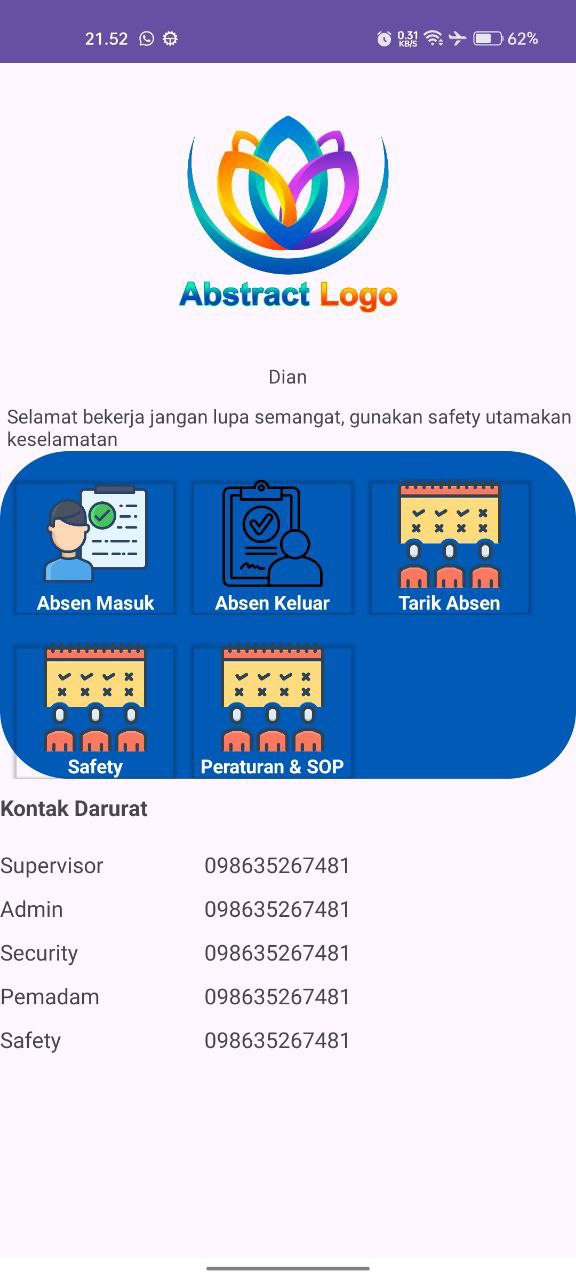 21.52
0.31
KB/S
62%
Abstract Logo
Dian
Selamat bekerja jangan lupa semangat, gunakan safety utamakan
keselamatan
Absen Masuk
Absen Keluar
Tarik Absen
Safety
Peraturan & SOP
Kontak Darurat
Supervisor 098635267481
Admin 098635267481
Security 098635267481
Pemadam 098635267481
Safety 098635267481